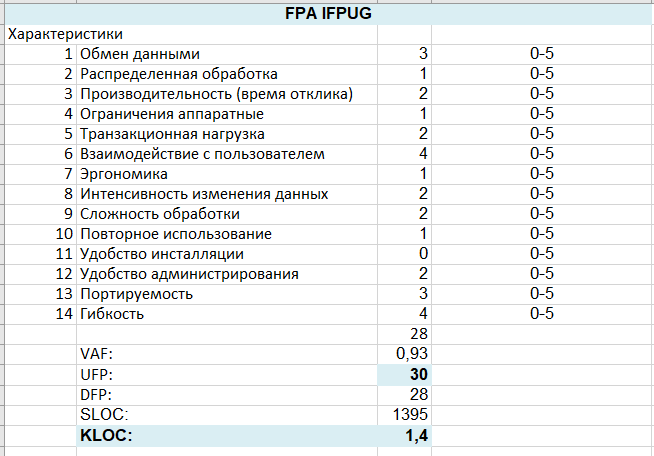 FPA IFPUG
Характеристики
1 Обмен данными 3 0-5
2 Распределенная обработка 1 0-5
3 Производительность (время отклика) 2 0-5
4 Ограничения аппаратные 1 0-5
5 Транзакционная нагрузка 2 0-5
6 Взаимодействие с пользователем 4 0-5
7 Эргономика 1 0-5
8 Интенсивность изменения данных 2 0-5
9 Сложность обработки 2 0-5
10 Повторное использование 1 0-5
11 Удобство инсталляции 0 0-5
12 Удобство администрирования 2 0-5
13 Портируемость 3 0-5
14 Гибкость 4 0-5
28
VAF: 0,93
UFP: 30
DFP: 28
SLOC: 1395
KLOC: 1,4